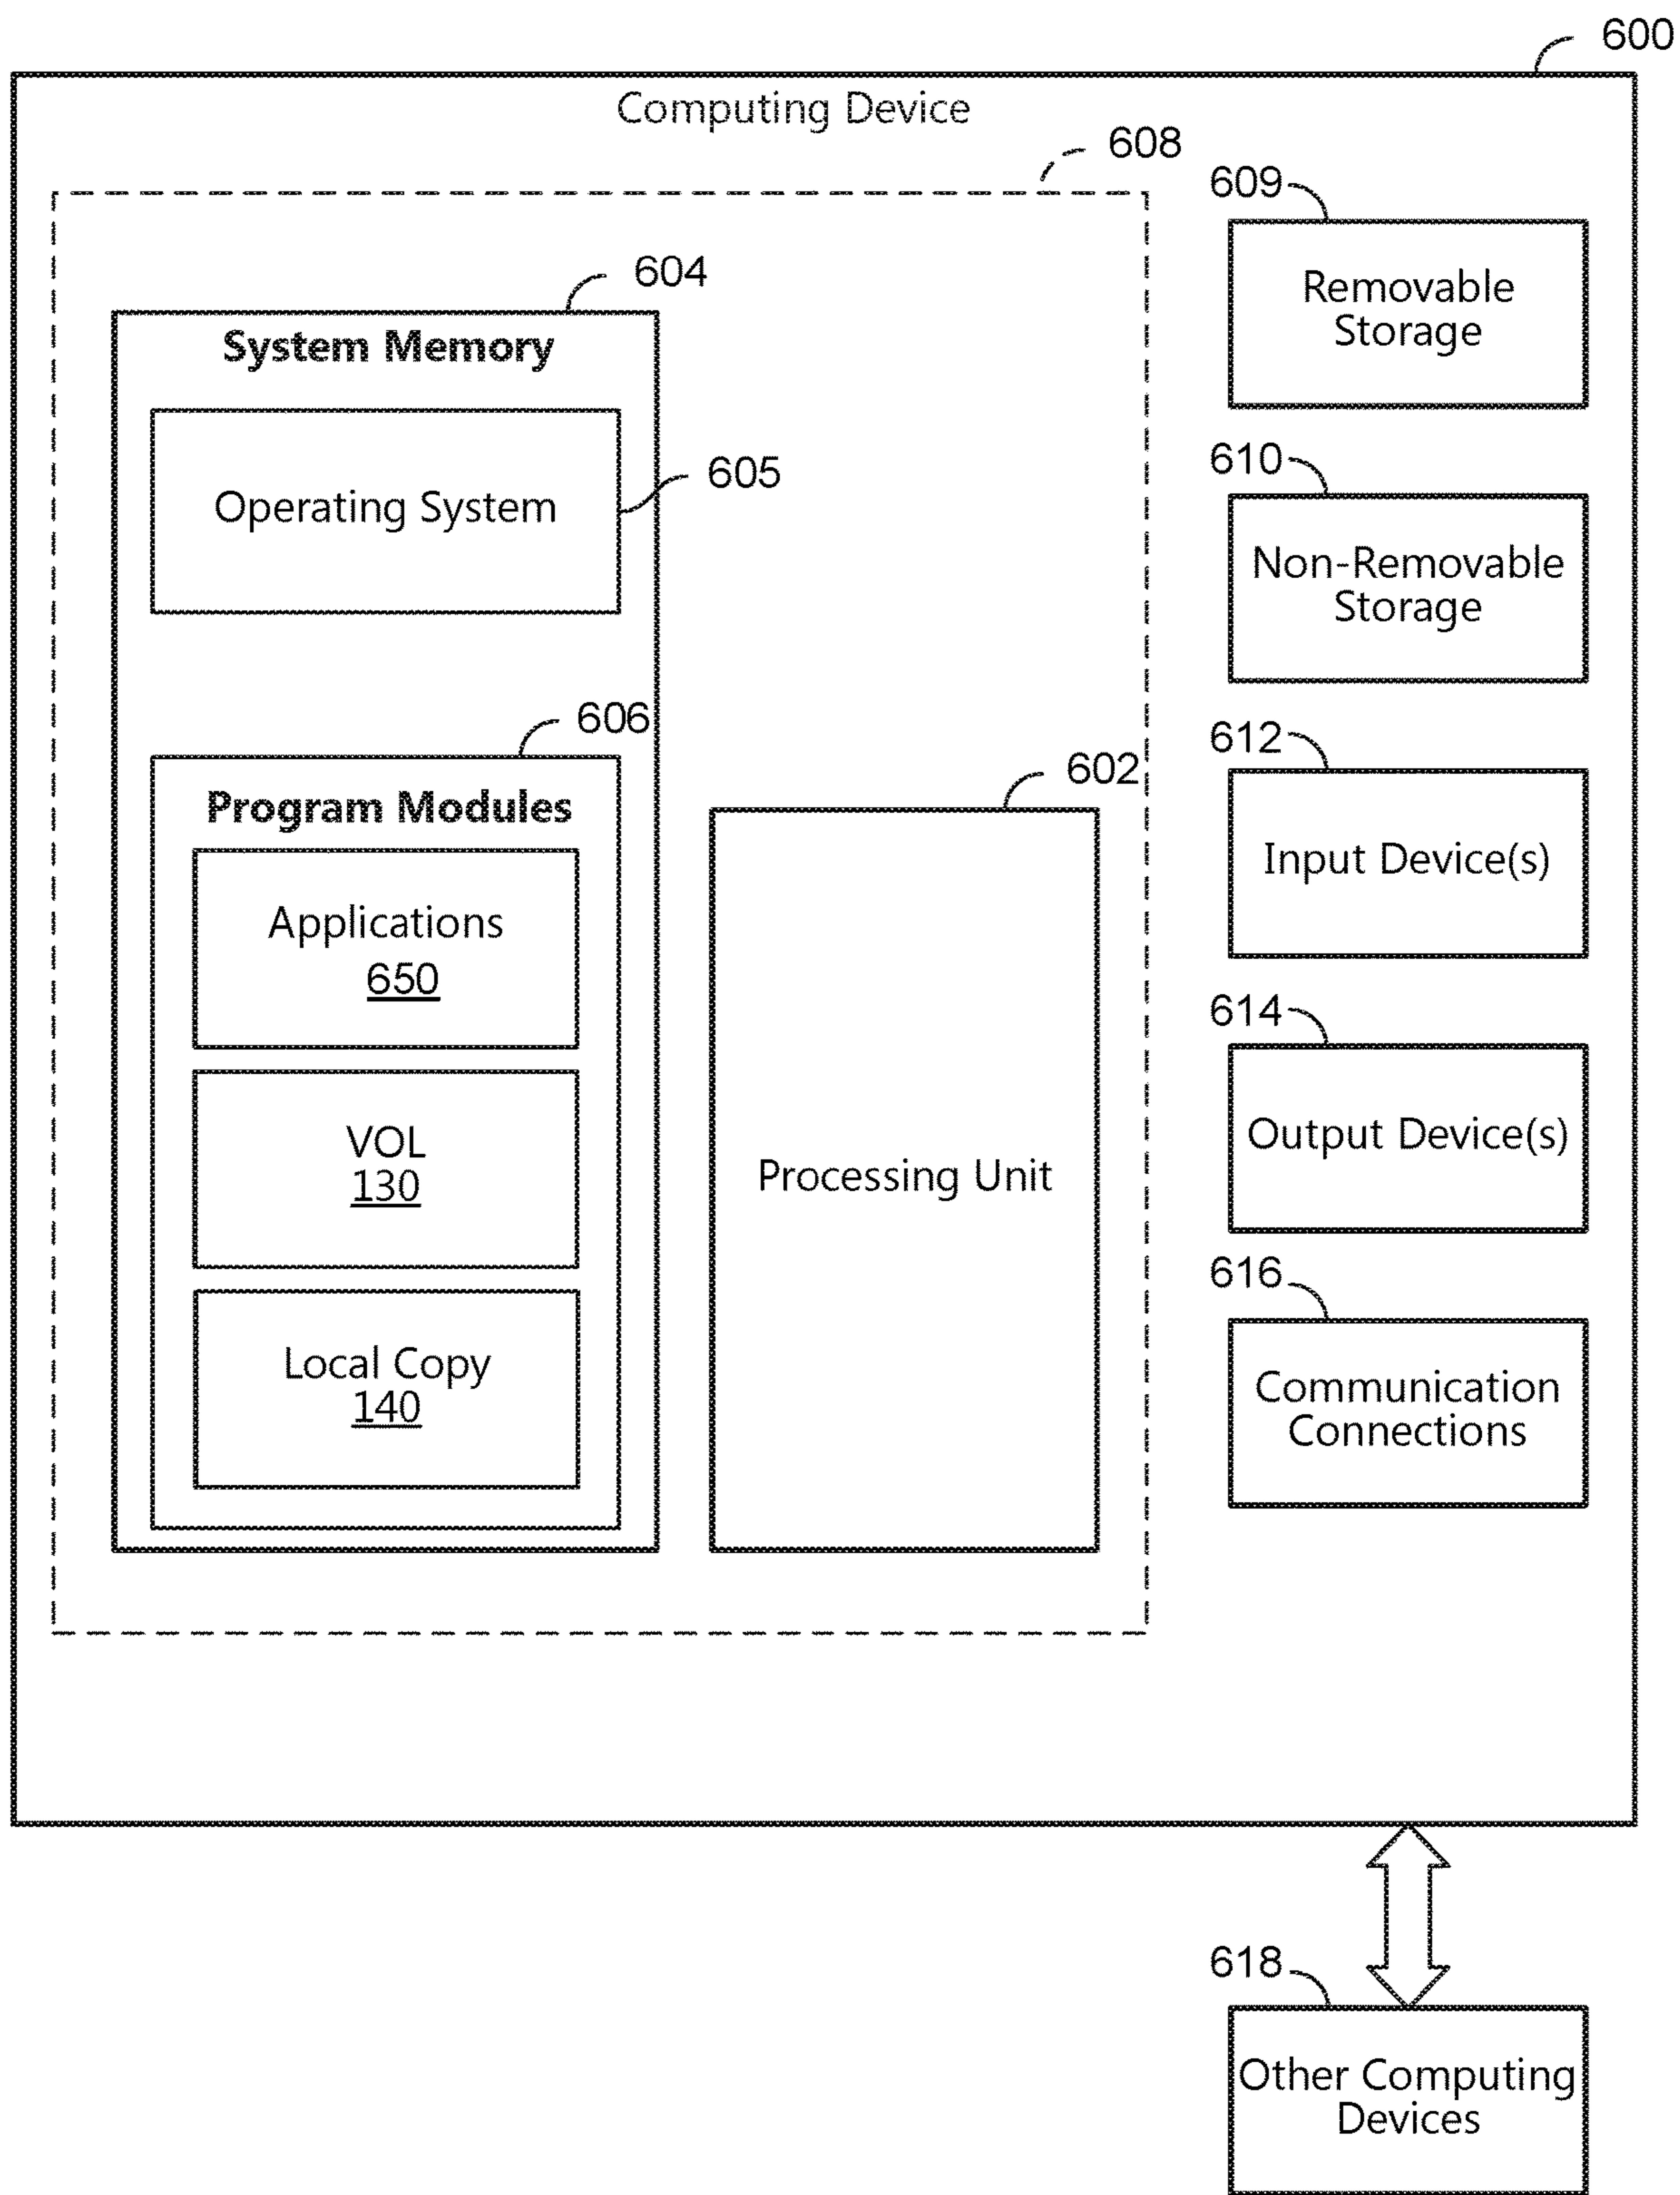 600
Computing Device
608
609
Removable
Storage
604
System Memory
Operating System
605
610
Non-Removable
Storage
606
Program Modules
Applications
650
VOL
130
Local Copy
140
602
Processing Unit
612
Input Device(s)
614
Output Device(s)
616
Communication
Connections
618
Other Computing
Devices